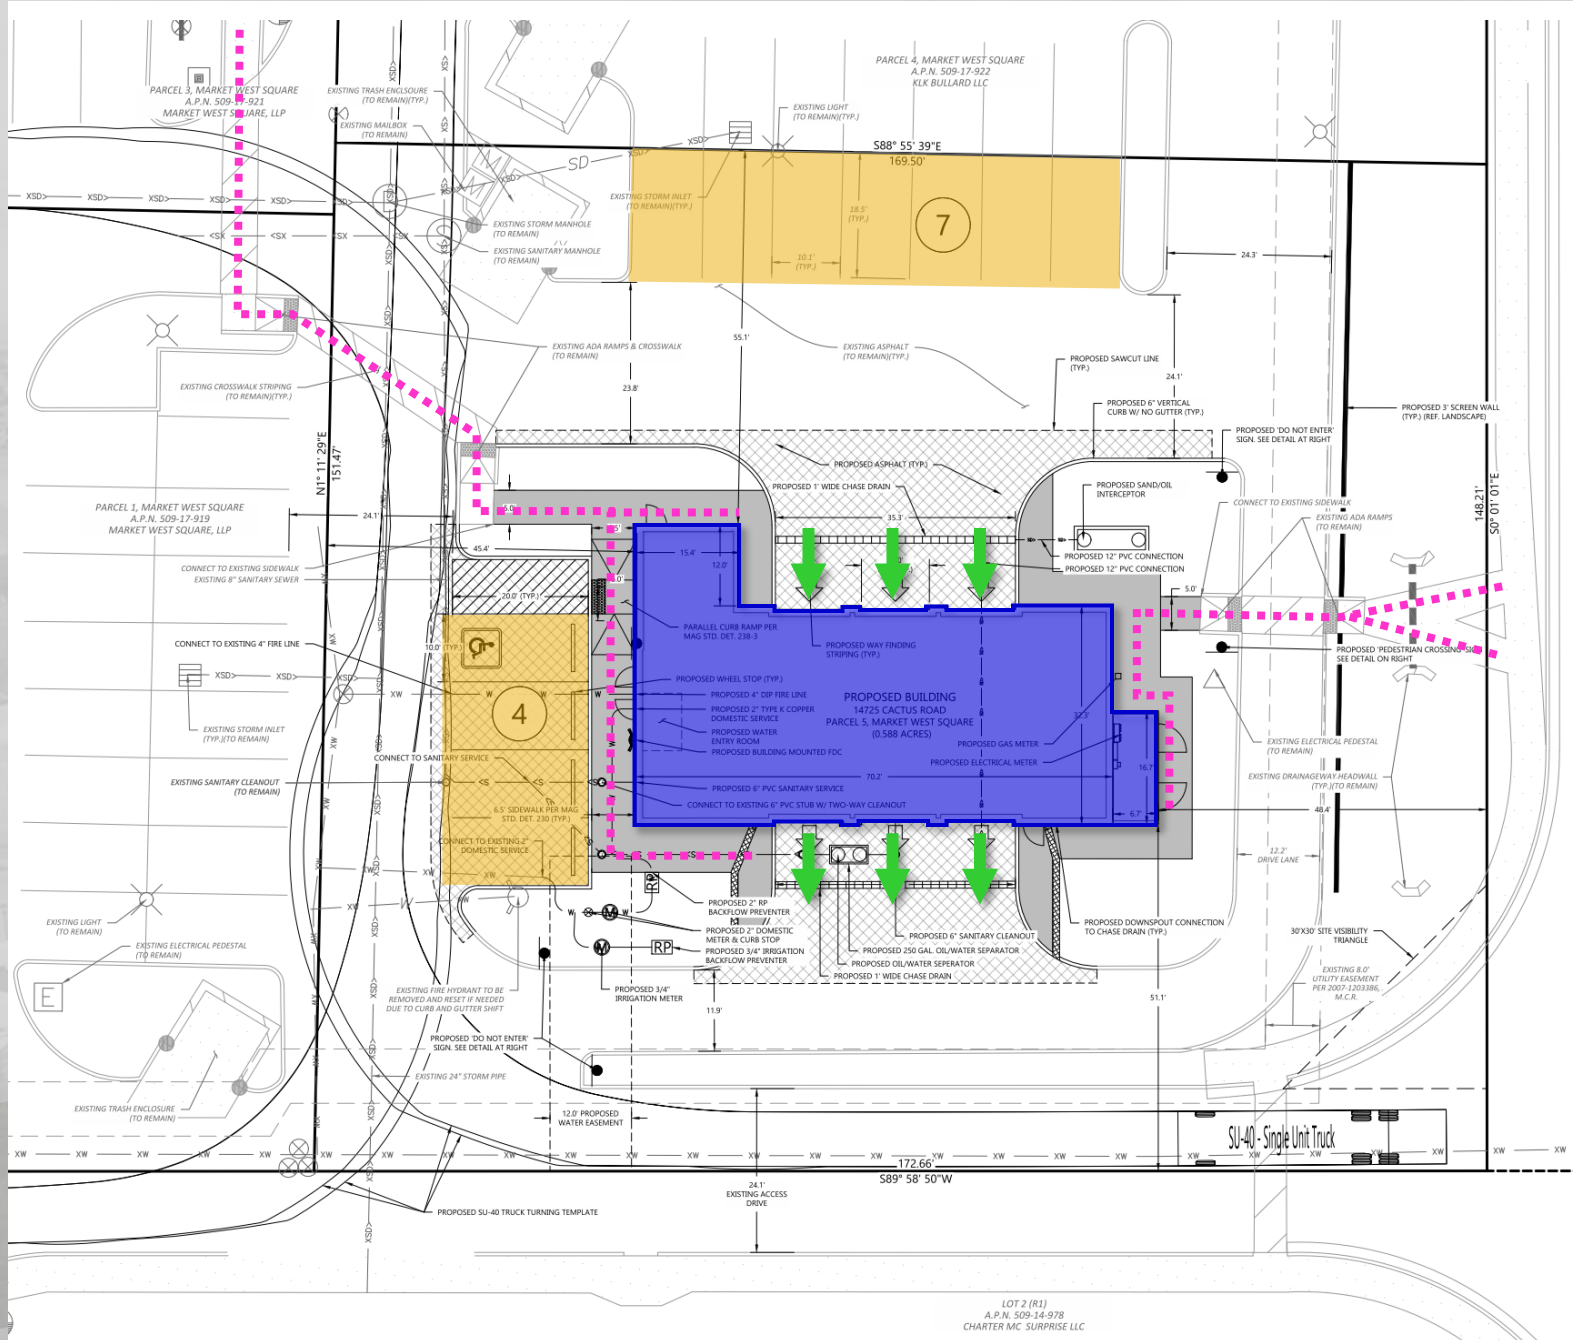 PARCEL 3, MARKET WEST SQUARE
A.P.N. 509-17-921
MARKET WEST SQUARE, LLP
EXISTING TRASH ENCLSOURE
(TO REMAIN)(TYP.)
EXISTING MAILBOX
(TO REMAIN)
PARCEL 4, MARKET WEST SQUARE
A.P.N. 509-17-922
KLK BULLARD LLC
EXISTING LIGHT
(TO REMAIN)(TYP.)
S88° 55' 39"E
169.50'
SD
XSD>
EXISTING STORM INLET
(TO REMAIN)(TYP.)
18.5'
(TYP.)
7
10.1'
(TYP.)
24.3'
EXISTING STORM MANHOLE
(TO REMAIN)
EXISTING SANITARY MANHOLE
(TO REMAIN)
EXISTING ADA RAMPS & CROSSWALK
(TO REMAIN)
55.1'
EXISTING ASPHALT
(TO REMAIN)(TYP.)
23.8'
24.1'
PROPOSED SAWCUT LINE
(TYP.)
PROPOSED 6" VERTICAL
CURB W/ NO GUTTER (TYP.)
PROPOSED 3' SCREEN WALL
(TYP.) (REF. LANDSCAPE)
EXISTING CROSSWALK STRIPING
(TO REMAIN)(TYP.)
N1° 11' 29"E
151.47'
PROPOSED 'DO NOT ENTER'
SIGN. SEE DETAIL AT RIGHT
PROPOSED ASPHALT (TYP.)
PROPOSED 1' WIDE CHASE DRAIN
PROPOSED SAND/OIL
INTERCEPTOR
148.21'
S0° 01' 01"E
CONNECT TO EXISTING SIDEWALK
EXISTING ADA RAMPS
(TO REMAIN)
PARCEL 1, MARKET WEST SQUARE
A.P.N. 509-17-919
MARKET WEST SQUARE, LLP
24.1'
45.4'
35.3'
15.4'
12.0'
PROPOSED 12" PVC CONNECTION
PROPOSED 12" PVC CONNECTION
5.0'
CONNECT TO EXISTING SIDEWALK
EXISTING 8" SANITARY SEWER
20.0' (TYP.)
PARALLEL CURB RAMP PER
MAG STD. DET. 238-3
CONNECT TO EXISTING 4" FIRE LINE
10.0' (TYP.)
PROPOSED WAY FINDING
STRIPING (TYP.)
PROPOSED 'PEDESTRIAN CROSSING' SIGN
SEE DETAIL ON RIGHT
PROPOSED WHEEL STOP (TYP.)
PROPOSED 4" DIP FIRE LINE
PROPOSED 2" TYPE K COPPER
DOMESTIC SERVICE
PROPOSED WATER
ENTRY ROOM
PROPOSED BUILDING MOUNTED FDC
4
PROPOSED BUILDING
14725 CACTUS ROAD
PARCEL 5, MARKET WEST SQUARE
(0.588 ACRES)
32.3'
PROPOSED GAS METER
PROPOSED ELECTRICAL METER
EXISTING STORM INLET
(TYP.)(TO REMAIN)
EXISTING ELECTRICAL PEDESTAL
(TO REMAIN)
CONNECT TO SANITARY SERVICE
EXISTING SANITARY CLEANOUT
(TO REMAIN)
70.2'
16.7'
PROPOSED 6" PVC SANITARY SERVICE
CONNECT TO EXISTING 6" PVC STUB W/ TWO-WAY CLEANOUT
EXISTING DRAINAGEWAY HEADWALL
(TYP.)(TO REMAIN)
6.5' SIDEWALK PER MAG
STD. DET. 230 (TYP.)
6.7'
48.4'
CONNECT TO EXISTING 2"
DOMESTIC SERVICE
12.2'
DRIVE LANE
RP
PROPOSED 2" RP
BACKFLOW PREVENTER
PROPOSED 2" DOMESTIC
METER & CURB STOP
PROPOSED 3/4" IRRIGATION
BACKFLOW PREVENTER
M
M
RP
PROPOSED 6" SANITARY CLEANOUT
PROPOSED 250 GAL. OIL/WATER SEPARATOR
PROPOSED OIL/WATER SEPERATOR
PROPOSED 1' WIDE CHASE DRAIN
PROPOSED DOWNSPOUT CONNECTION
TO CHASE DRAIN (TYP.)
30'X30' SITE VISIBILITY
TRIANGLE
EXISTING LIGHT
(TO REMAIN)
EXISTING ELECTRICAL PEDESTAL
(TO REMAIN)
E
EXISTING FIRE HYDRANT TO BE
REMOVED AND RESET IF NEEDED
DUE TO CURB AND GUTTER SHIFT
PROPOSED 3/4"
IRRIGATION METER
EXISTING 8.0'
UTILITY EASEMENT
PER 2007-1203386,
M.C.R.
11.9'
51.1'
PROPOSED 'DO NOT ENTER'
SIGN. SEE DETAIL AT RIGHT
EXISTING 24" STORM PIPE
EXISTING TRASH ENCLOSURE
(TO REMAIN)
12.0' PROPOSED
WATER EASEMENT
SU-40 - Single Unit Truck
172.66'
S89° 58' 50"W
24.1'
EXISTING ACCESS
DRIVE
PROPOSED SU-40 TRUCK TURNING TEMPLATE
LOT 2 (R1)
A.P.N. 509-14-978
CHARTER MC SURPRISE LLC